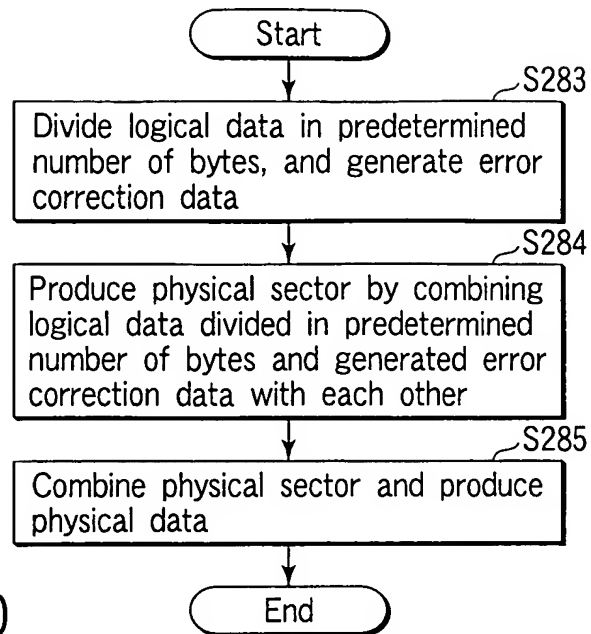 Start
S283
Divide logical data in predetermined
number of bytes, and generate error
correction data
S284
Produce physical sector by combining
logical data divided in predetermined
number of bytes and generated error
correction data with each other
S285
Combine physical sector and produce
physical data
End